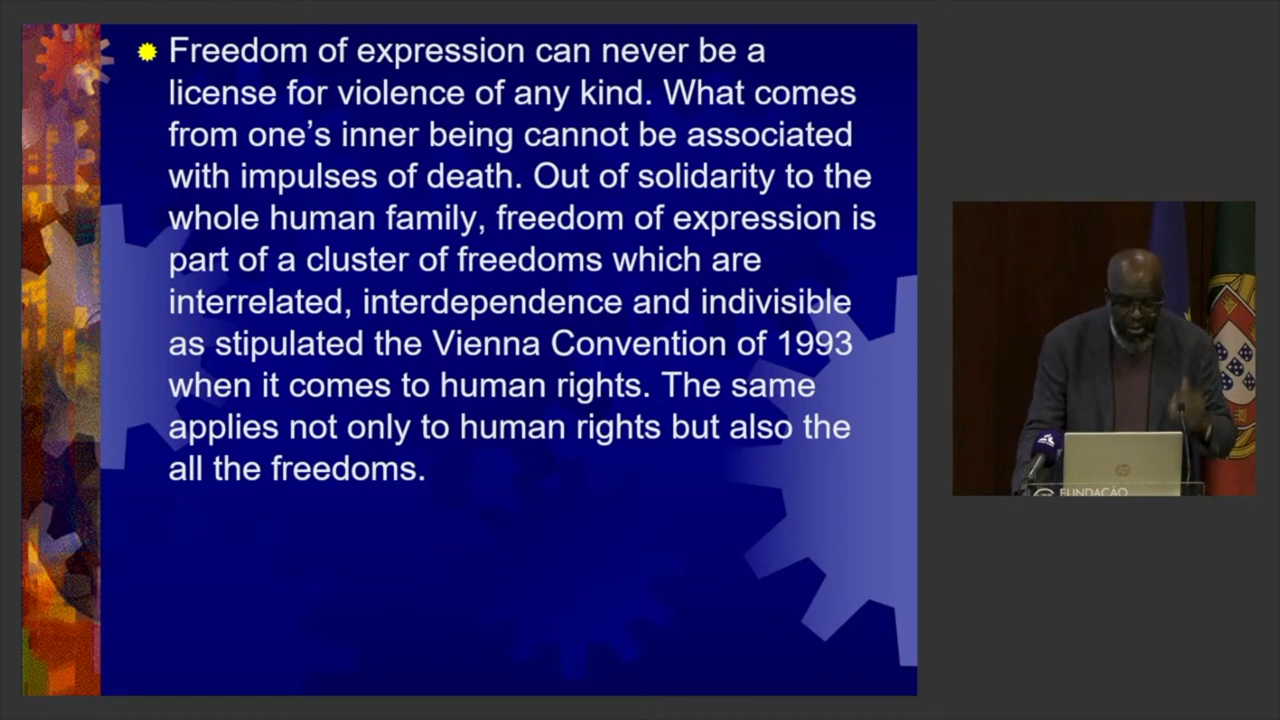 Freedom of expression can never be a
license for violence of any kind. What comes
from one’s inner being cannot be associated
with impulses of death. Out of solidarity to the
whole human family, freedom of expression is
part of a cluster of freedoms which are
interrelated, interdependence and indivisible
as stipulated the Vienna Convention of 1993
when it comes to human rights. The same
applies not only to human rights but also the
all the freedoms.
FUNDAÇÃO